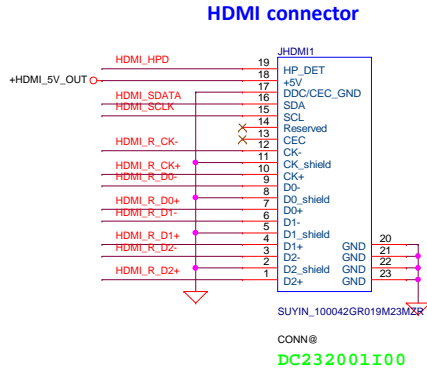 HDMI connector
JHDMI1
HDMI_HPD 19 HP_DET
+HDMI_5V_OUT 18 +5V
17 DDC/CEC_GND
HDMI_SDATA 16 SDA
HDMI_SCLK 15 SCL
14 Reserved
13 CEC
HDMI_R_CK- 12 CK-
11 CK_shield
HDMI_R_CK+ 10 CK+
HDMI_R_D0- 9 D0-
8 D0_shield
HDMI_R_D0+ 7 D0+
HDMI_R_D1- 6 D1-
5 D1_shield
HDMI_R_D1+ 4 D1+ GND 20
HDMI_R_D2- 3 D2- GND 21
2 D2_shield GND 22
HDMI_R_D2+ 1 D2+ GND 23
SUYIN_100042GR019M23MZR
CONN@
DC232001I00